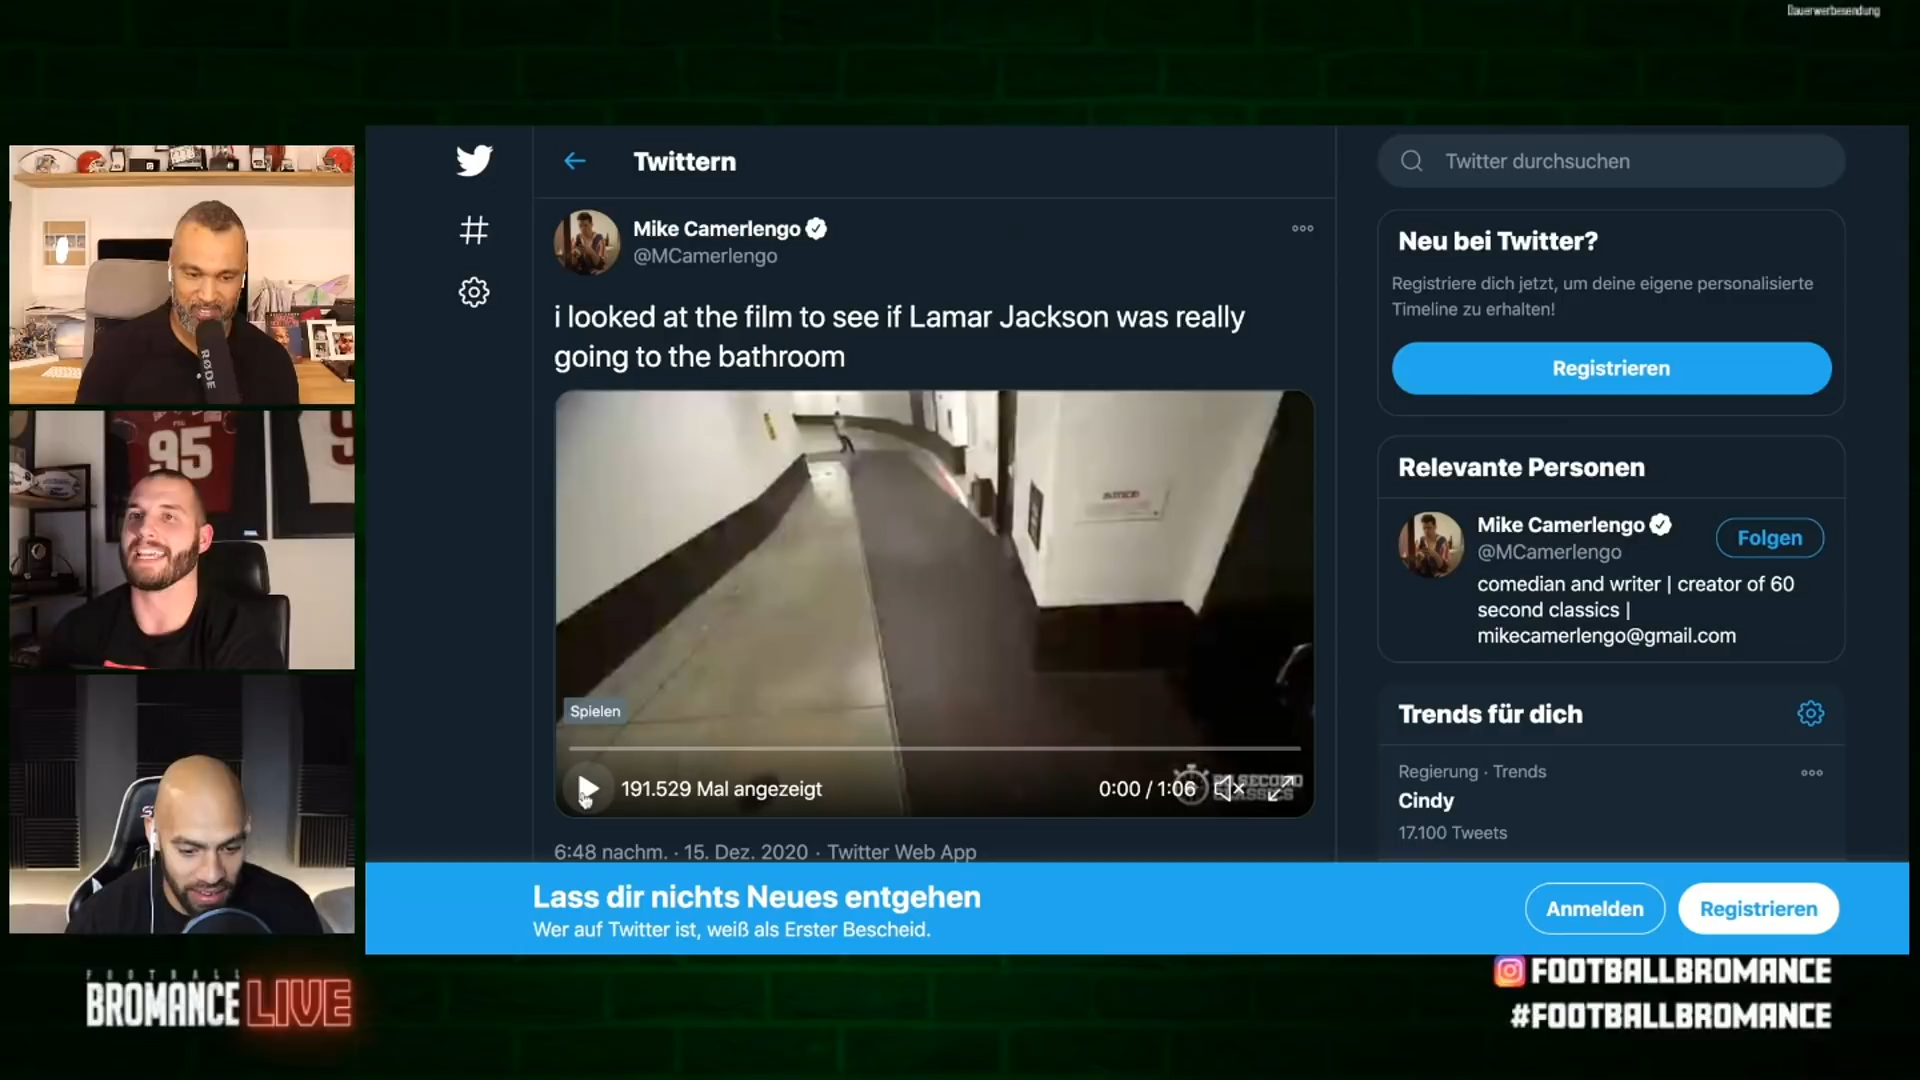 Dauerwerbesendung
95
RØDE
Twittern
Mike Camerlengo
@MCamerlengo
i looked at the film to see if Lamar Jackson was really
going to the bathroom
Spielen
191.529 Mal angezeigt
0:00 / 1:06
60 SECOND
CLASSICS
6:48 nachm. · 15. Dez. 2020 · Twitter Web App
Twitter durchsuchen
Neu bei Twitter?
Registriere dich jetzt, um deine eigene personalisierte
Timeline zu erhalten!
Registrieren
Relevante Personen
Mike Camerlengo
@MCamerlengo
Folgen
comedian and writer | creator of 60
second classics |
mikecamerlengo@gmail.com
Trends für dich
Regierung · Trends
Cindy
17.100 Tweets
Lass dir nichts Neues entgehen
Wer auf Twitter ist, weiß als Erster Bescheid.
Anmelden
Registrieren
FOOTBALL
BROMANCE LIVE
FOOTBALLBROMANCE
#FOOTBALLBROMANCE